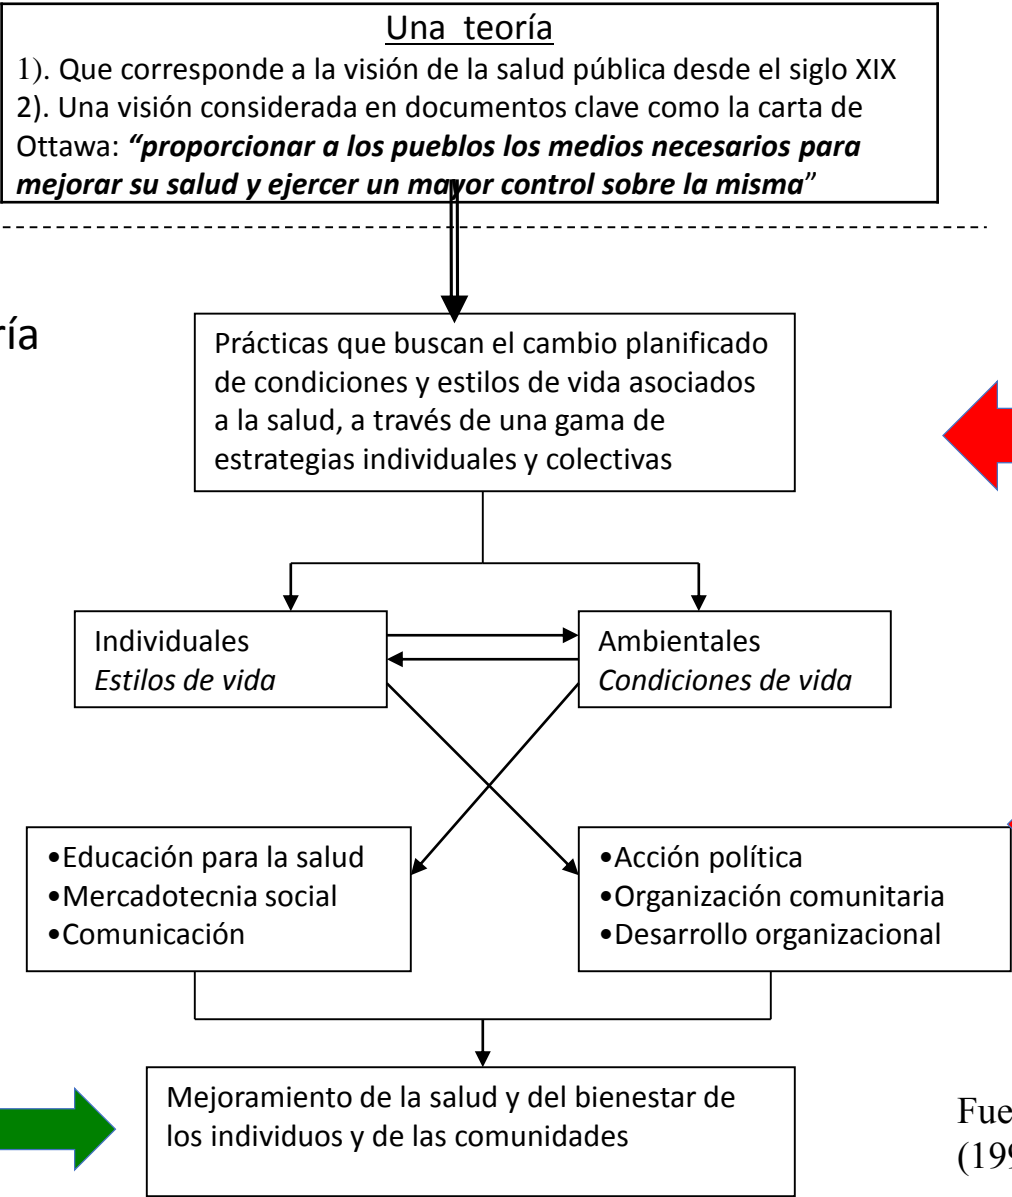 Una teoría
1). Que corresponde a la visión de la salud pública desde el siglo XIX
2). Una visión considerada en documentos clave como la carta de
Ottawa: “proporcionar a los pueblos los medios necesarios para
mejorar su salud y ejercer un mayor control sobre la misma”
ría
Prácticas que buscan el cambio planificado
de condiciones y estilos de vida asociados
a la salud, a través de una gama de
estrategias individuales y colectivas
Individuales
Estilos de vida
Ambientales
Condiciones de vida
•Educación para la salud
•Mercadotecnia social
•Comunicación
•Acción política
•Organización comunitaria
•Desarrollo organizacional
Mejoramiento de la salud y del bienestar de
los individuos y de las comunidades
Fue
(199